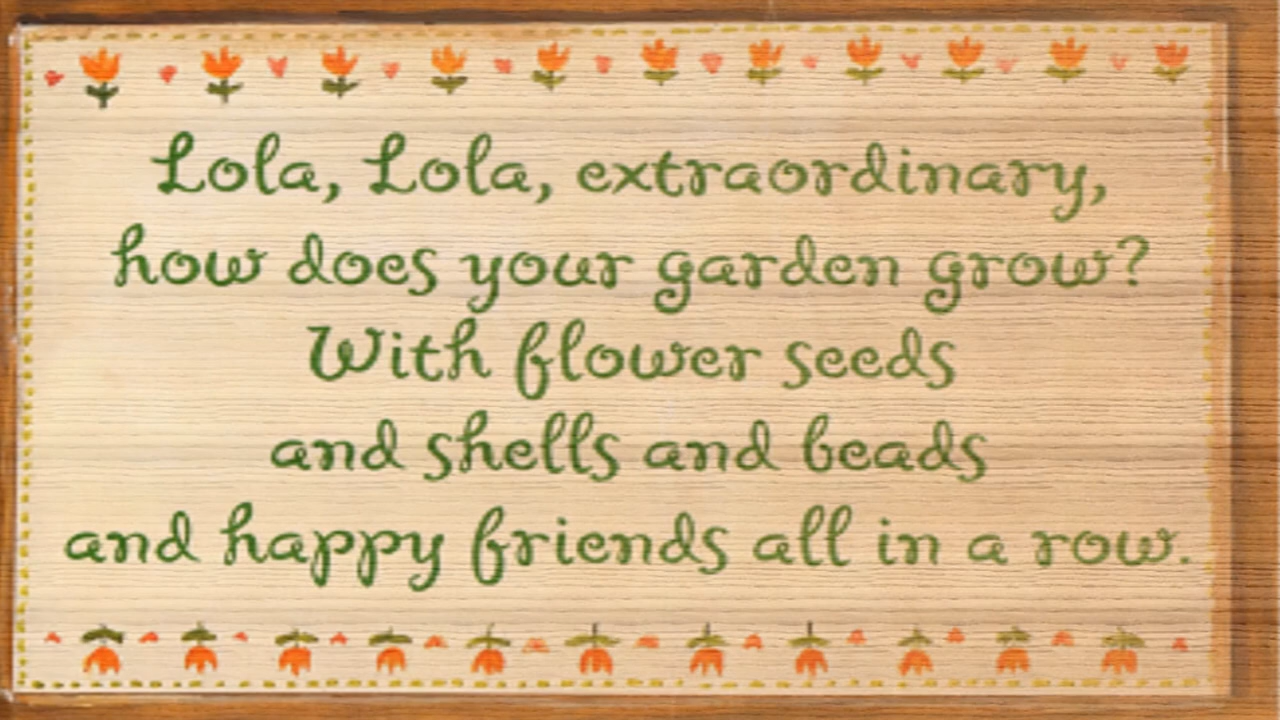 Lola, Lola, extraordinary,
how does your garden grow?
With flower seeds
and shells and beads
and happy friends all in a row.